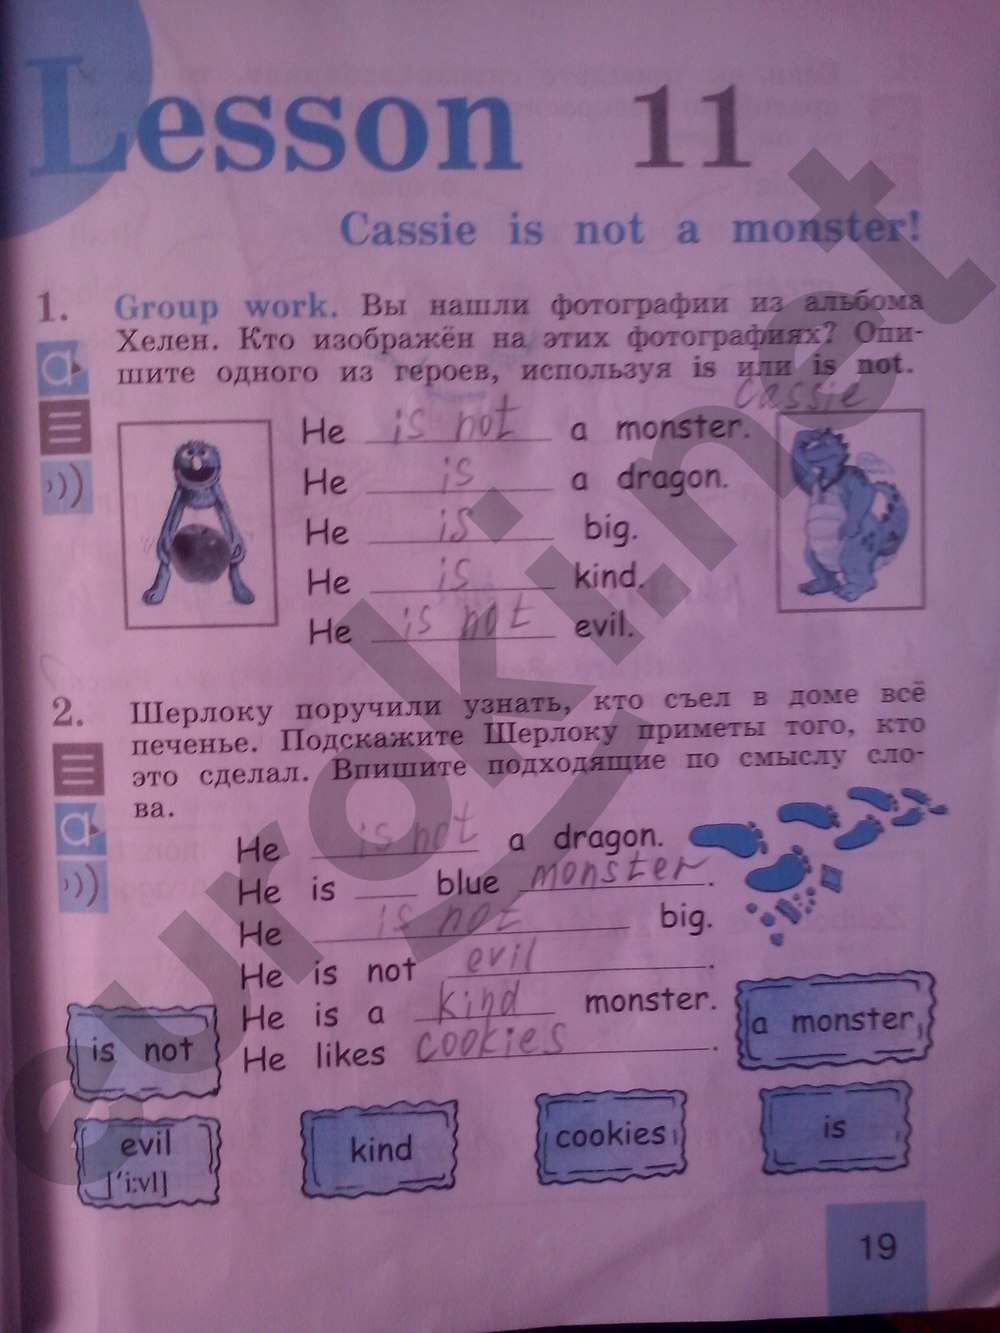 Lesson 11
Cassie is not a monster!
1. Group work. Вы нашли фотографии из альбома
Хелен. Кто изображён на этих фотографиях? Опи-
шите одного из героев, используя is или is not.
Cassie
He is not a monster.
He is a dragon.
He is big.
He is kind.
He is not evil.
2. Шерлоку поручили узнать, кто съел в доме всё
печенье. Подскажите Шерлоку приметы того, кто
это сделал. Впишите подходящие по смыслу сло-
ва.
He is not a dragon.
He is ___ blue monster.
He is not big.
He is not evil.
He is a kind monster.
He likes cookies.
is not
a monster
evil
['i:vl]
kind
cookies
is
19
euroki.net